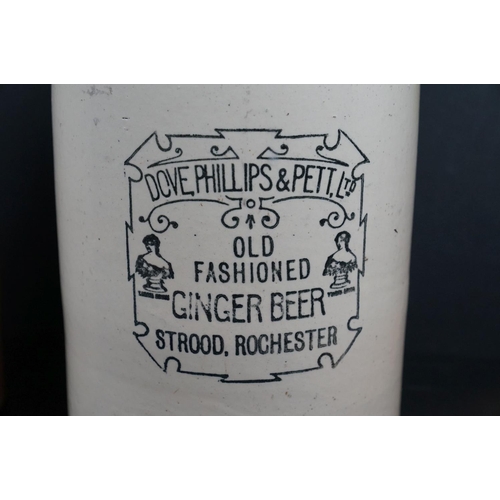 DOVE, PHILLIPS & PETT, LTD
OLD
FASHIONED
GINGER BEER
STROOD, ROCHESTER